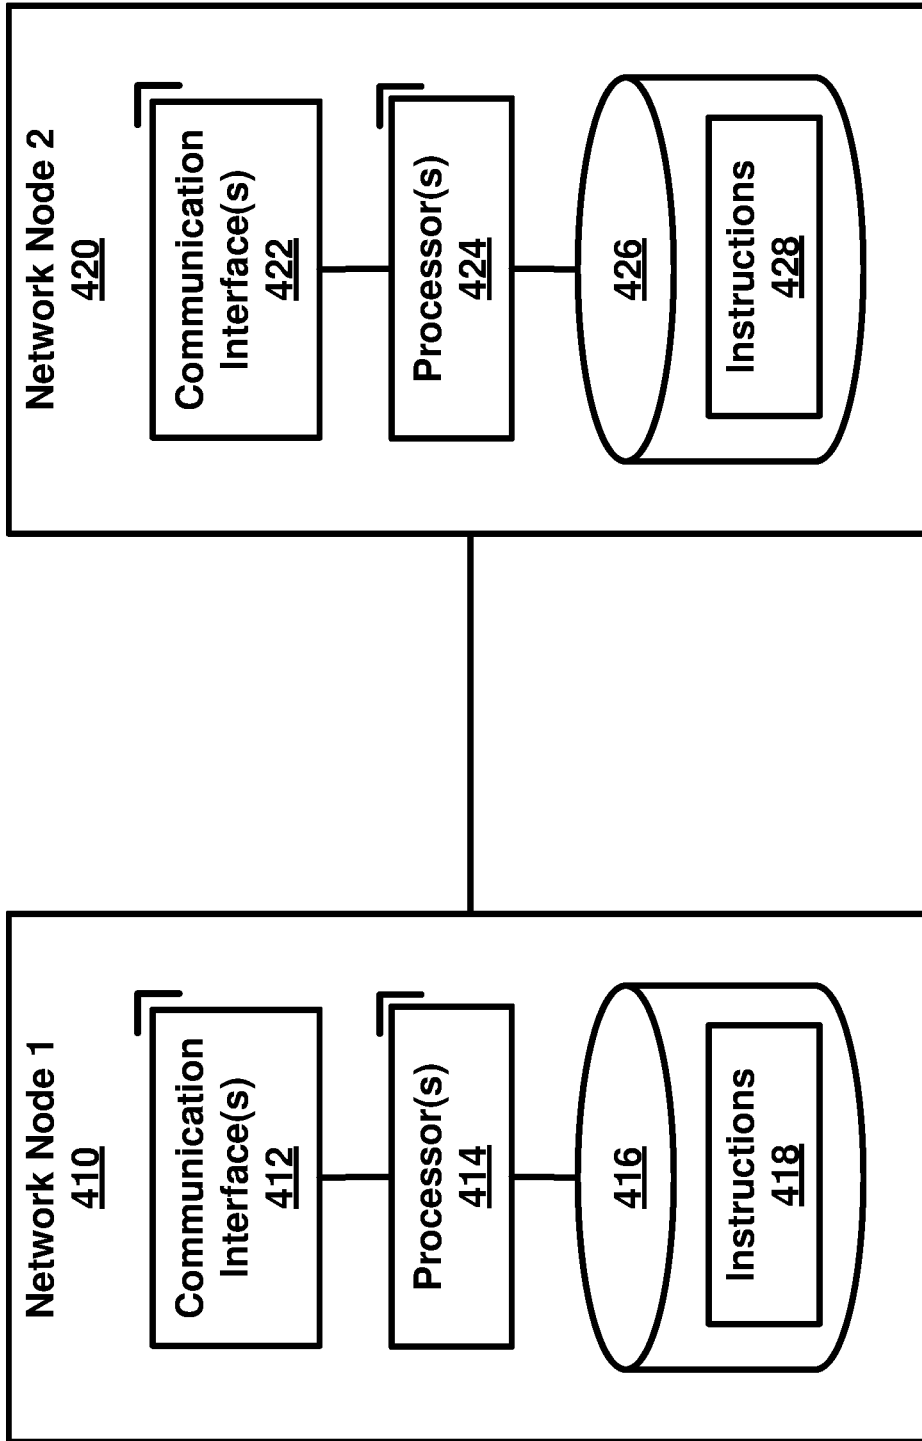 Network Node 1
410
Communication
Interface(s)
412
Processor(s)
414
416
Instructions
418
Network Node 2
420
Communication
Interface(s)
422
Processor(s)
424
426
Instructions
428